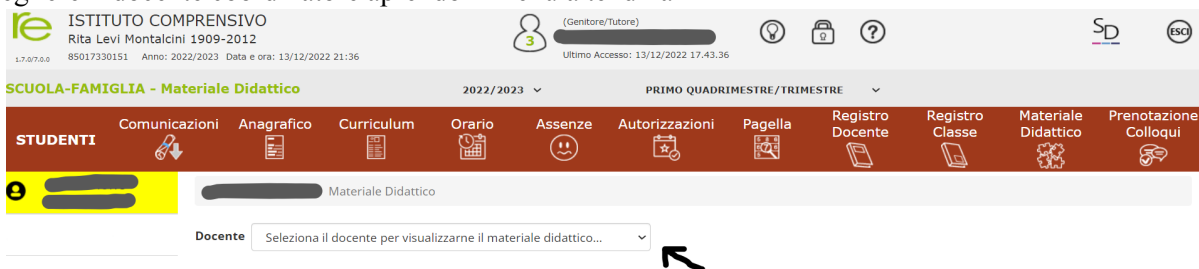 ISTITUTO COMPRENSIVO
Rita Levi Montalcini 1909-2012
1.7.0/7.0.0 85017330151 Anno: 2022/2023 Data e ora: 13/12/2022 21:36
(Genitore/Tutore)
3
Ultimo Accesso: 13/12/2022 17.43.36
SD
ESCI
SCUOLA-FAMIGLIA - Materiale Didattico 2022/2023 PRIMO QUADRIMESTRE/TRIMESTRE
STUDENTI
Comunicazioni
Anagrafico
Curriculum
Orario
Assenze
Autorizzazioni
Pagella
Registro
Docente
Registro
Classe
Materiale
Didattico
Prenotazione
Colloqui
Materiale Didattico
Docente Seleziona il docente per visualizzarne il materiale didattico...